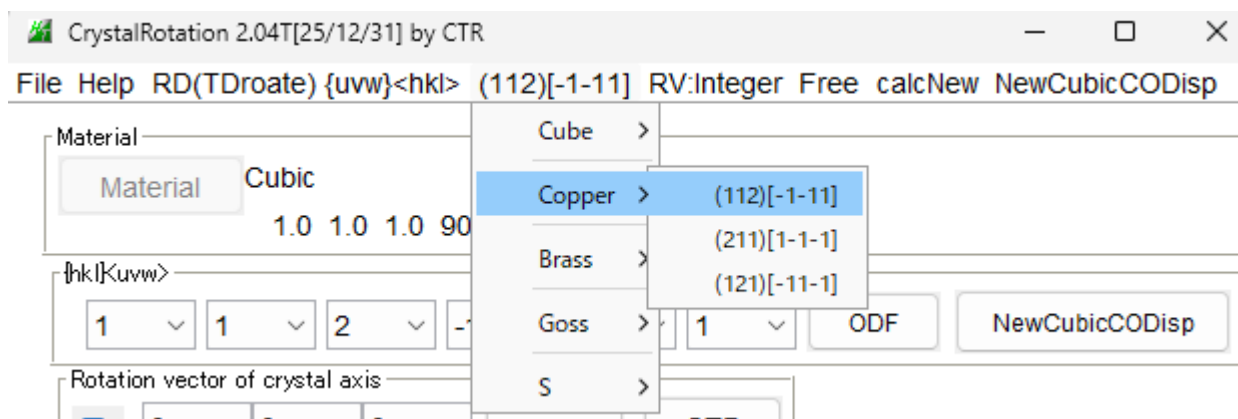 CrystalRotation 2.04T[25/12/31] by CTR
File Help RD(TDroate) {uvw}<hkl> (112)[-1-11] RV:Integer Free calcNew NewCubicCODisp
Material
Cube
Material Cubic
Copper (112)[-1-11]
1.0 1.0 1.0 90
(211)[1-1-1]
Brass
{hkl}<uvw>
(121)[-11-1]
1 1 2 Goss 1 ODF NewCubicCODisp
Rotation vector of crystal axis
S